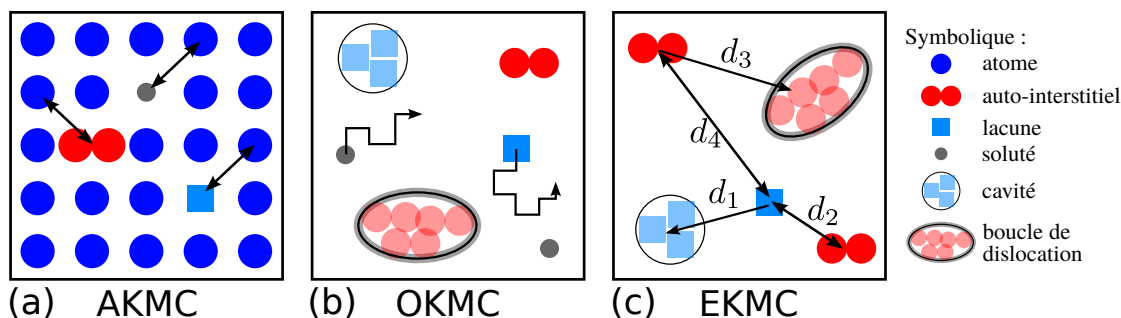 (a) AKMC
(b) OKMC
d₃
d₄
d₁
d₂
(c) EKMC
Symbolique :
atome
auto-interstitiel
lacune
soluté
cavité
boucle de
dislocation